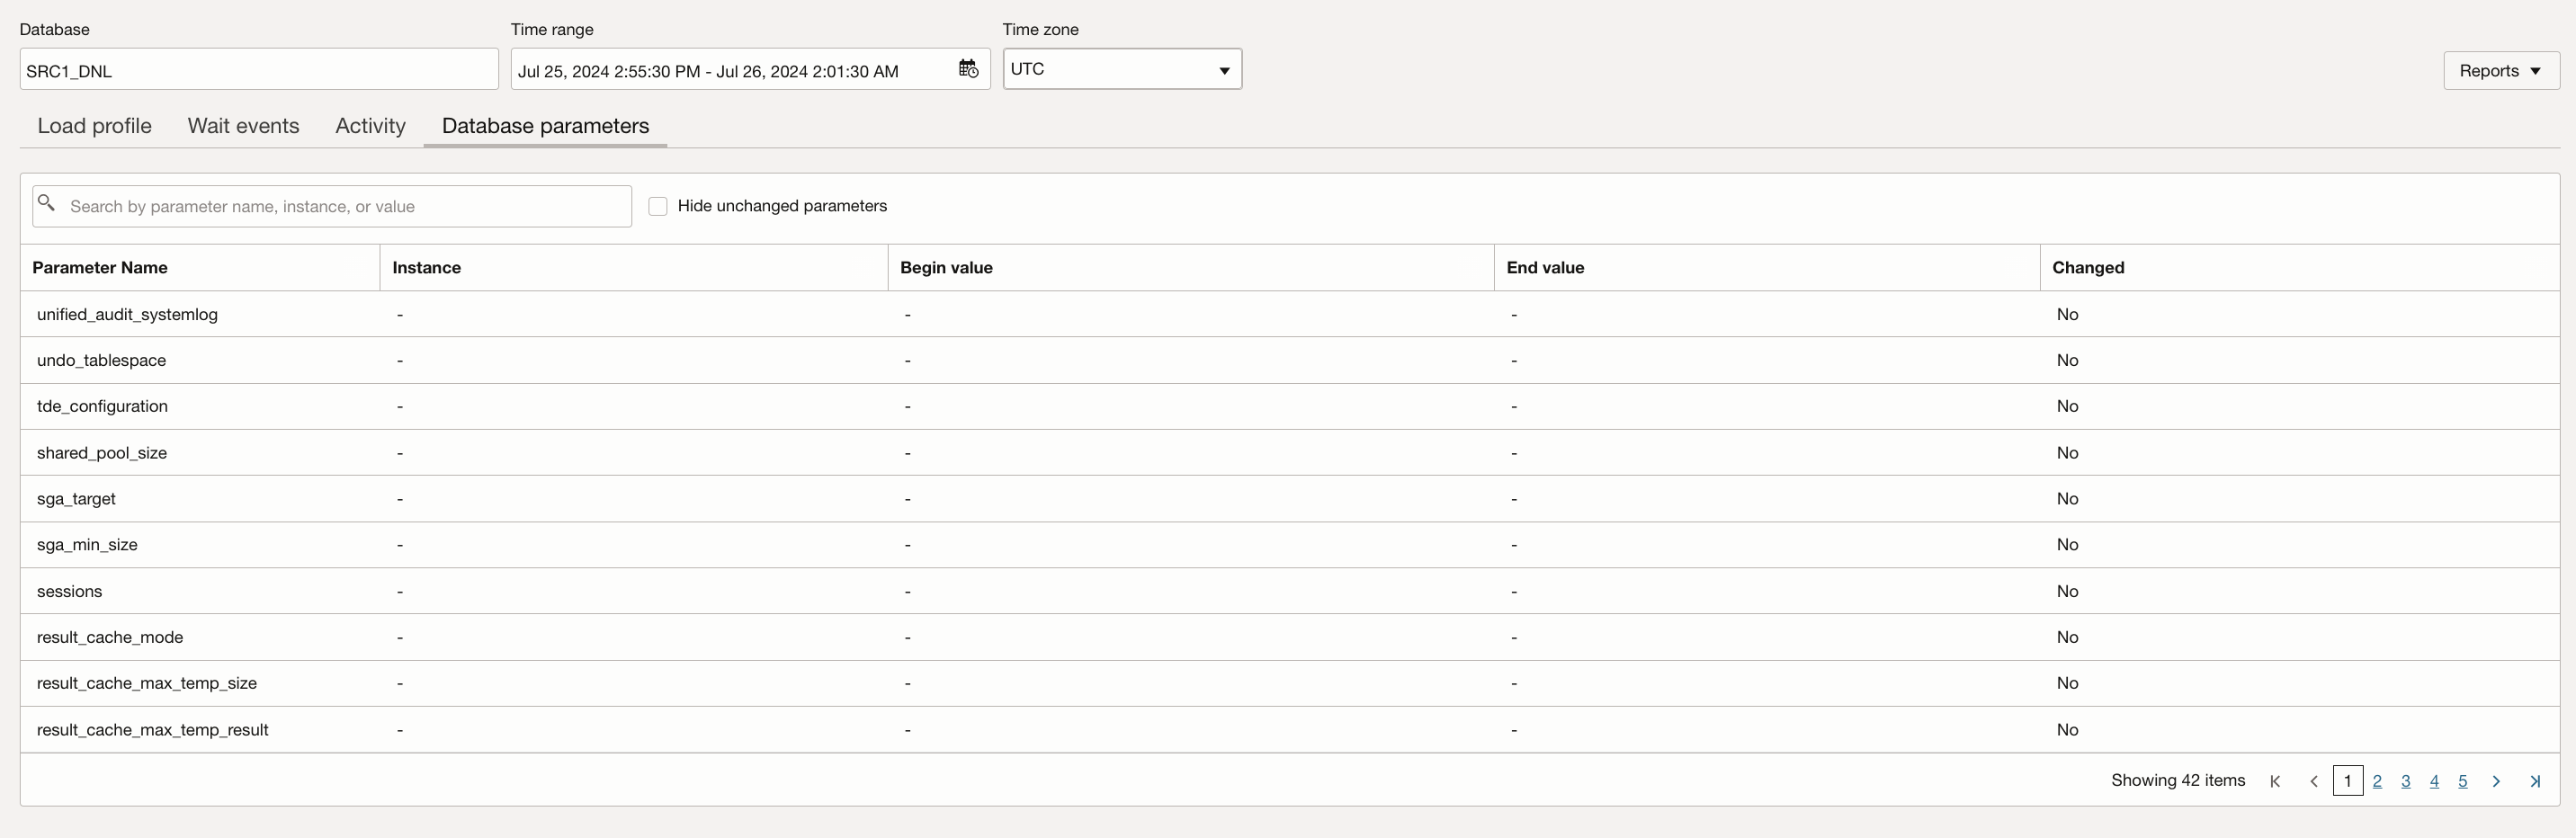 Database Time range Time zone
SRC1_DNL Jul 25, 2024 2:55:30 PM - Jul 26, 2024 2:01:30 AM UTC Reports
Load profile Wait events Activity Database parameters
Search by parameter name, instance, or value Hide unchanged parameters
Parameter Name Instance Begin value End value Changed
unified_audit_systemlog - - - No
undo_tablespace - - - No
tde_configuration - - - No
shared_pool_size - - - No
sga_target - - - No
sga_min_size - - - No
sessions - - - No
result_cache_mode - - - No
result_cache_max_temp_size - - - No
result_cache_max_temp_result - - - No
Showing 42 items 1 2 3 4 5